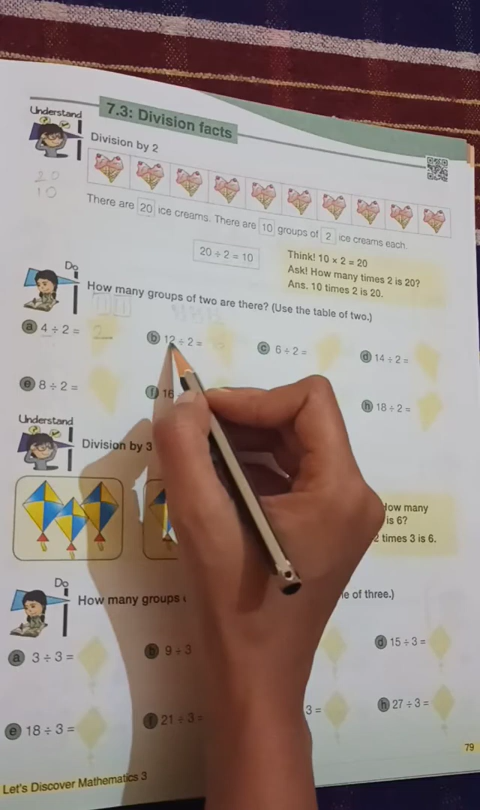 7.3: Division facts
Understand
Division by 2
20
10
There are 20 ice creams. There are 10 groups of 2 ice creams each.
20 ÷ 2 = 10
Think! 10 × 2 = 20
Ask! How many times 2 is 20?
Ans. 10 times 2 is 20.
Do
How many groups of two are there? (Use the table of two.)
a 4 ÷ 2 = 2
b 12 ÷ 2 =
c 6 ÷ 2 =
d 14 ÷ 2 =
e 8 ÷ 2 =
f 16
h 18 ÷ 2 =
Understand
Division by 3
How many
is 6?
2 times 3 is 6.
Do
How many groups
of three.)
a 3 ÷ 3 =
b 9 ÷ 3
d 15 ÷ 3 =
e 18 ÷ 3 =
f 21 ÷ 3 =
3 =
h 27 ÷ 3 =
79
Let's Discover Mathematics 3